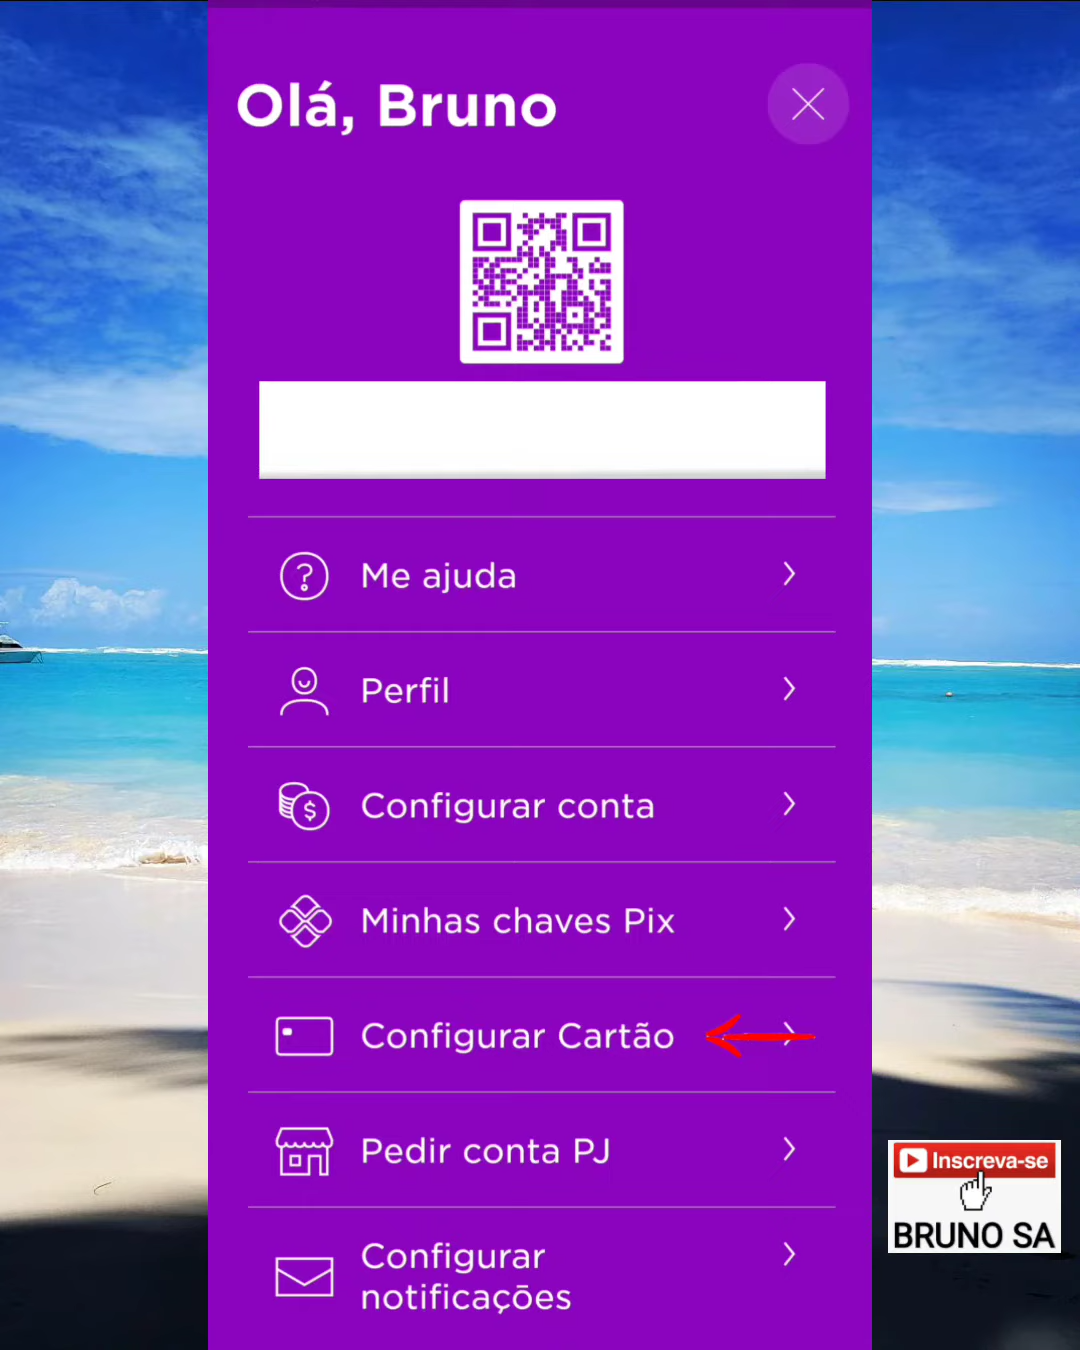 Olá, Bruno
Me ajuda
Perfil
Configurar conta
Minhas chaves Pix
Configurar Cartão
Pedir conta PJ
Configurar
notificações
Inscreva-se
BRUNO SA